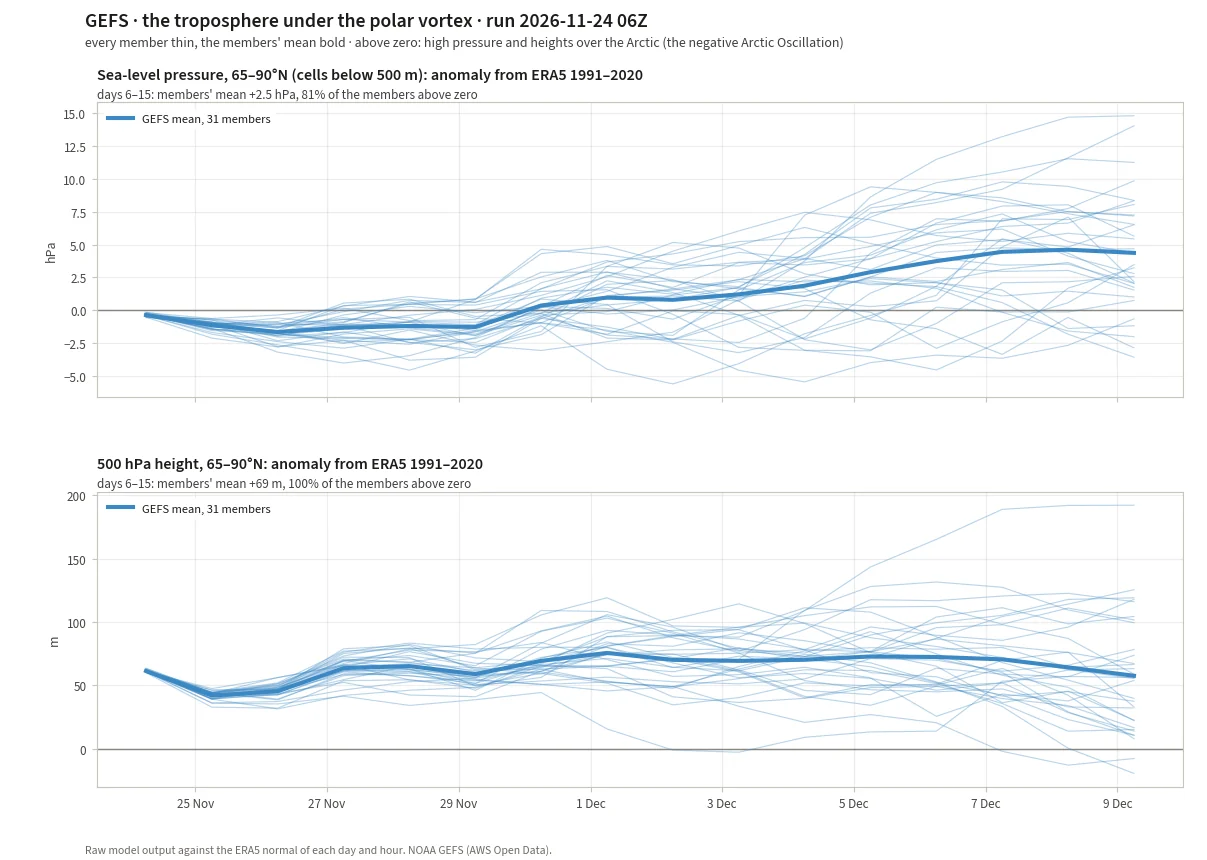 GEFS · the troposphere under the polar vortex · run 2026-11-24 06Z
every member thin, the members' mean bold · above zero: high pressure and heights over the Arctic (the negative Arctic Oscillation)
Sea-level pressure, 65–90°N (cells below 500 m): anomaly from ERA5 1991–2020
days 6–15: members' mean +2.5 hPa, 81% of the members above zero
GEFS mean, 31 members
15.0
12.5
10.0
7.5
5.0
2.5
0.0
−2.5
−5.0
hPa
500 hPa height, 65–90°N: anomaly from ERA5 1991–2020
days 6–15: members' mean +69 m, 100% of the members above zero
GEFS mean, 31 members
200
150
100
50
0
m
25 Nov
27 Nov
29 Nov
1 Dec
3 Dec
5 Dec
7 Dec
9 Dec
Raw model output against the ERA5 normal of each day and hour. NOAA GEFS (AWS Open Data).